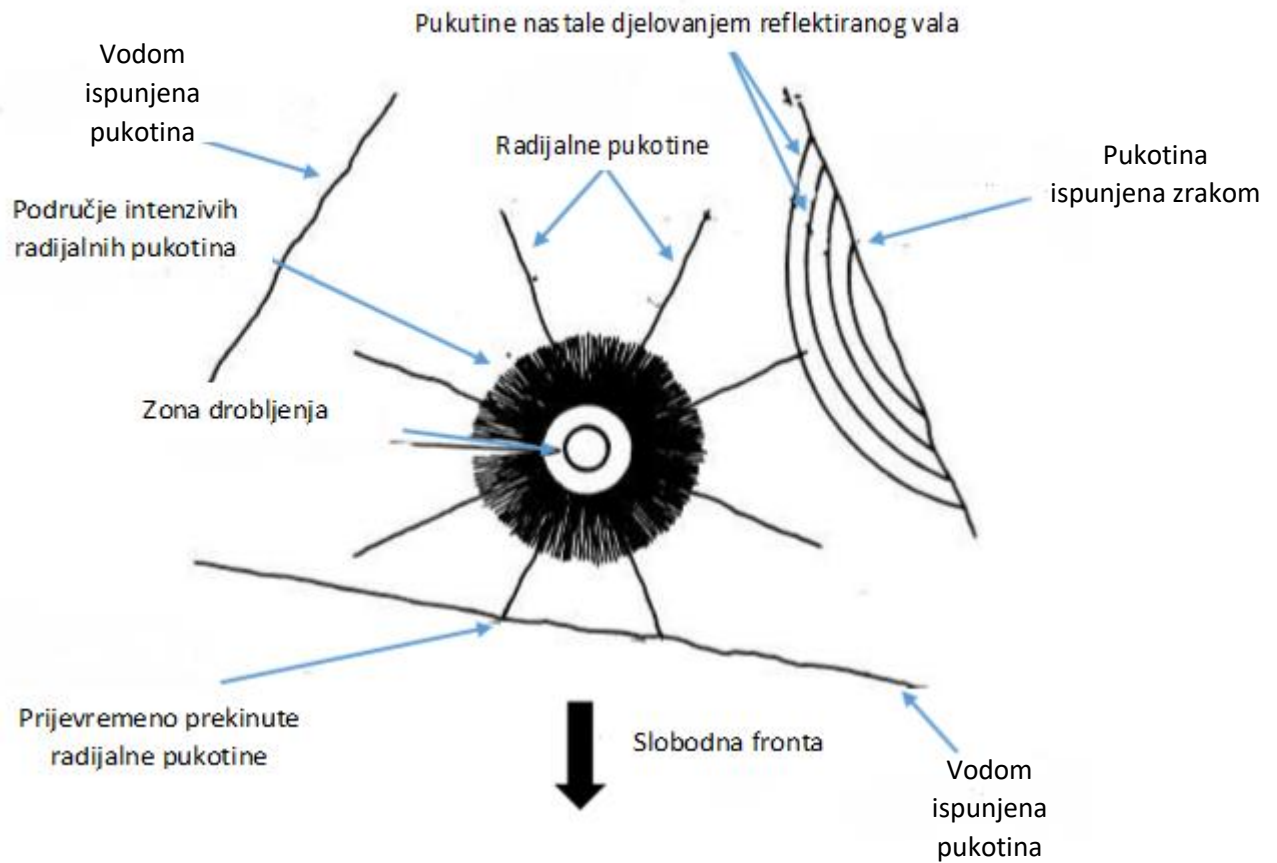 Pukutine nastale djelovanjem reflektiranog vala
Vodom
ispunjena
pukotina
Radijalne pukotine
Pukotina
ispunjena zrakom
Područje intenzivih
radijalnih pukotina
Zona drobljenja
Prijevremeno prekinute
radijalne pukotine
Slobodna fronta
Vodom
ispunjena
pukotina